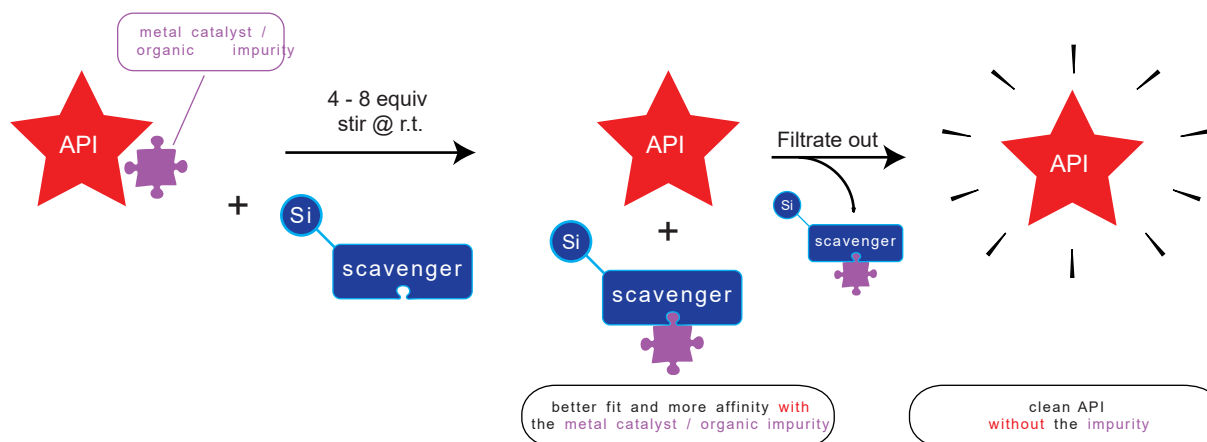 metal catalyst /
organic impurity
API
4 - 8 equiv
stir @ r.t.
+
Si
scavenger
API
+
Si
scavenger
better fit and more affinity with
the metal catalyst / organic impurity
Filtrate out
Si
scavenger
API
clean API
without the impurity